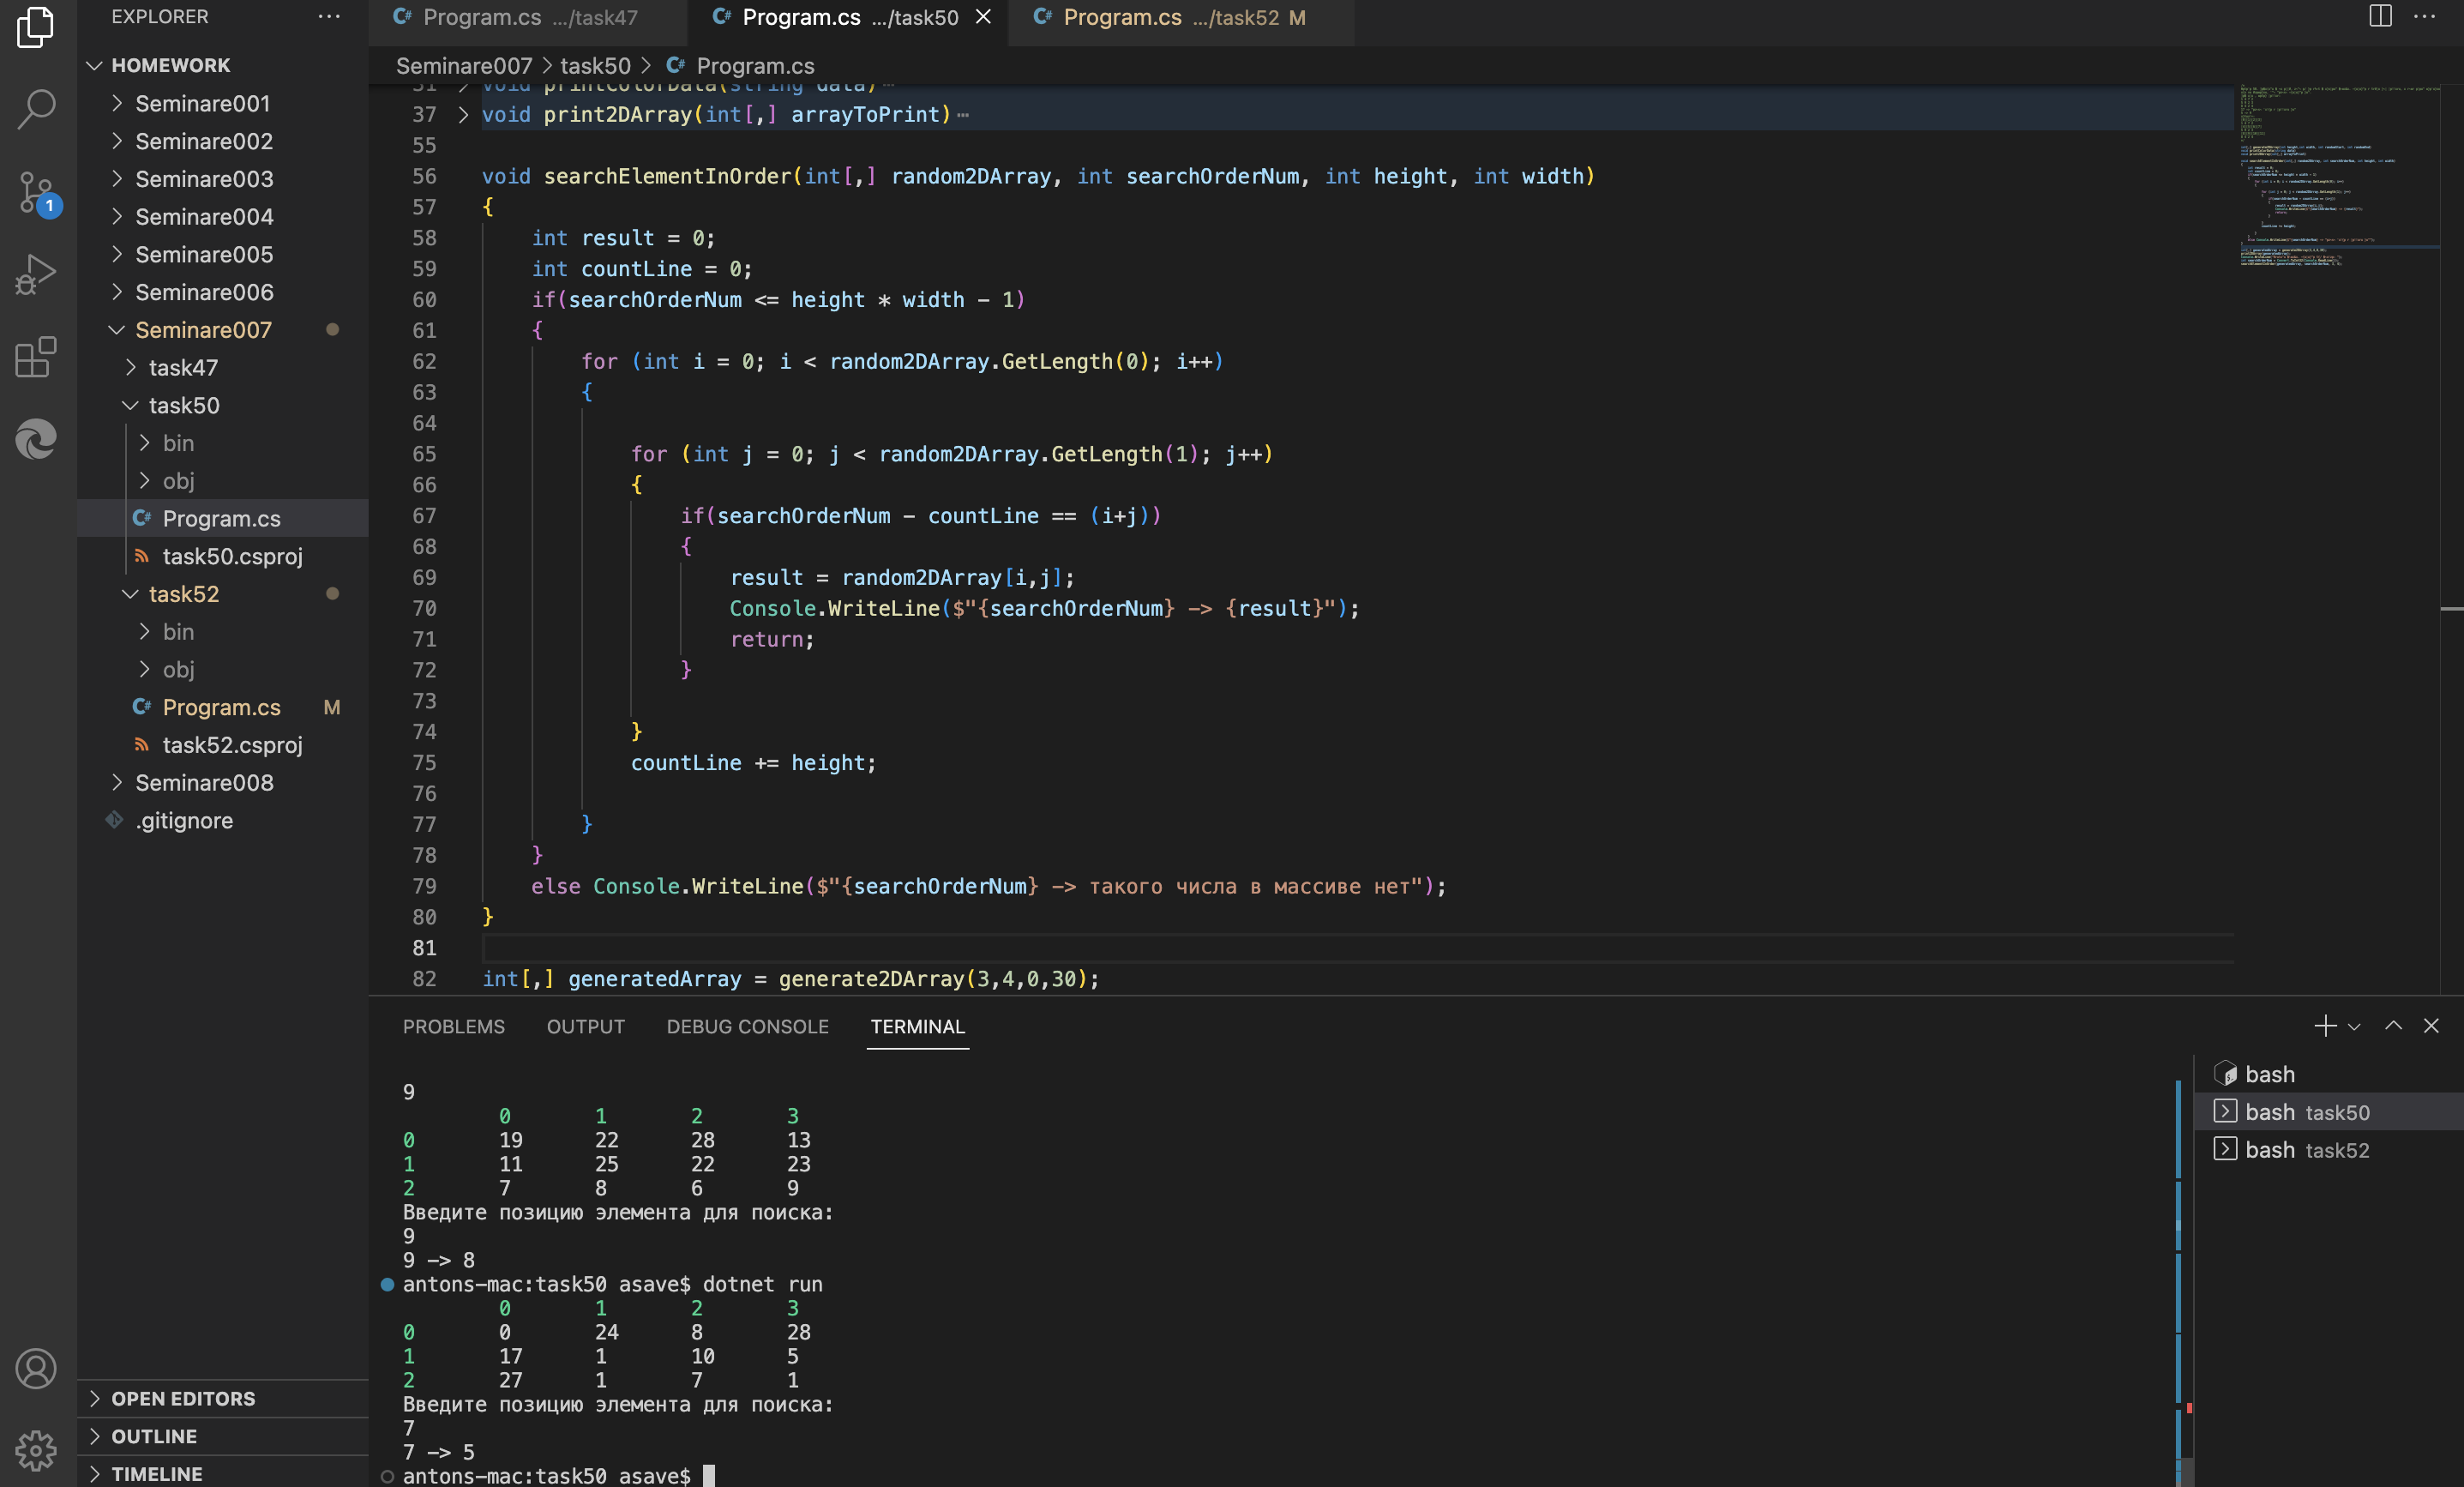 EXPLORER
HOMEWORK
Seminare001
Seminare002
Seminare003
Seminare004
Seminare005
Seminare006
Seminare007
task47
task50
bin
obj
Program.cs
task50.csproj
task52
bin
obj
Program.cs M
task52.csproj
Seminare008
.gitignore
OPEN EDITORS
OUTLINE
TIMELINE
1
Program.cs .../task47
Program.cs .../task50
Program.cs .../task52 M
Seminare007 > task50 > Program.cs
31 void printColorData(string data)
37 void print2DArray(int[,] arrayToPrint)
55
56 void searchElementInOrder(int[,] random2DArray, int searchOrderNum, int height, int width)
57 {
58 int result = 0;
59 int countLine = 0;
60 if(searchOrderNum <= height * width - 1)
61 {
62 for (int i = 0; i < random2DArray.GetLength(0); i++)
63 {
64
65 for (int j = 0; j < random2DArray.GetLength(1); j++)
66 {
67 if(searchOrderNum - countLine == (i+j))
68 {
69 result = random2DArray[i,j];
70 Console.WriteLine($"{searchOrderNum} -> {result}");
71 return;
72 }
73
74 }
75 countLine += height;
76
77 }
78 }
79 else Console.WriteLine($"{searchOrderNum} -> такого числа в массиве нет");
80 }
81
82 int[,] generatedArray = generate2DArray(3,4,0,30);
PROBLEMS OUTPUT DEBUG CONSOLE TERMINAL
9
0 1 2 3
0 19 22 28 13
1 11 25 22 23
2 7 8 6 9
Введите позицию элемента для поиска:
9
9 -> 8
antons-mac:task50 asave$ dotnet run
0 1 2 3
0 0 24 8 28
1 17 1 10 5
2 27 1 7 1
Введите позицию элемента для поиска:
7
7 -> 5
antons-mac:task50 asave$
bash
bash task50
bash task52